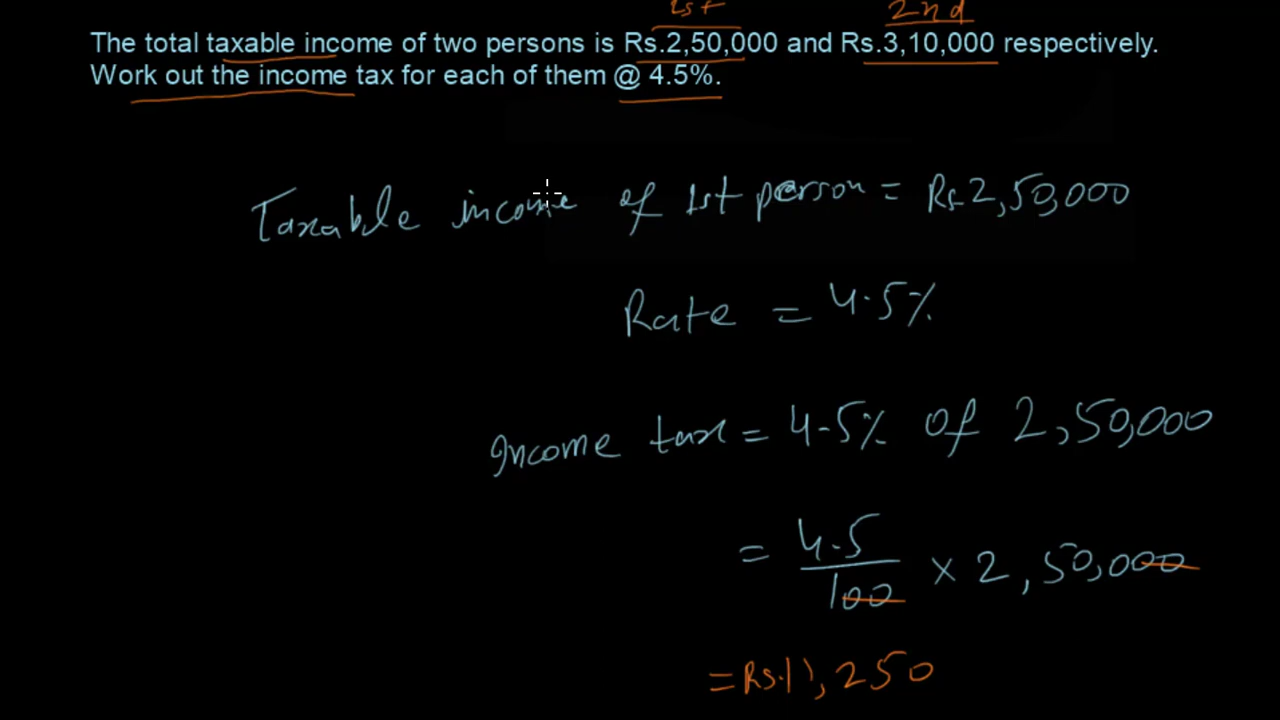 1st 2nd
The total taxable income of two persons is Rs.2,50,000 and Rs.3,10,000 respectively.
Work out the income tax for each of them @ 4.5%.
Taxable income of 1st person = Rs.2,50,000
Rate = 4.5%
Income tax = 4.5% of 2,50,000
= 4.5/100 × 2,50,000
= Rs.11,250